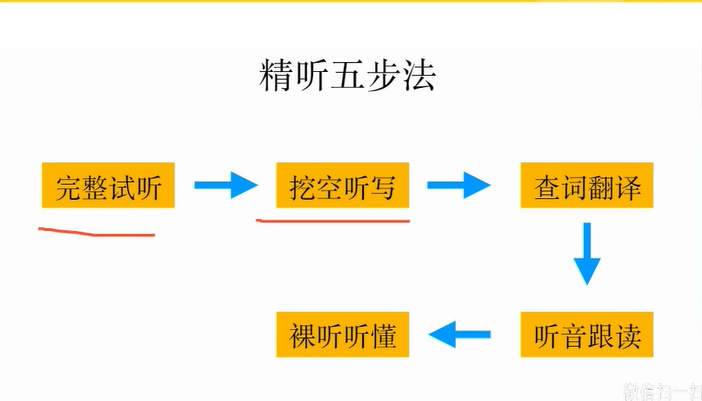 精听五步法
完整试听
挖空听写
查词翻译
听音跟读
裸听听懂
微信扫一扫